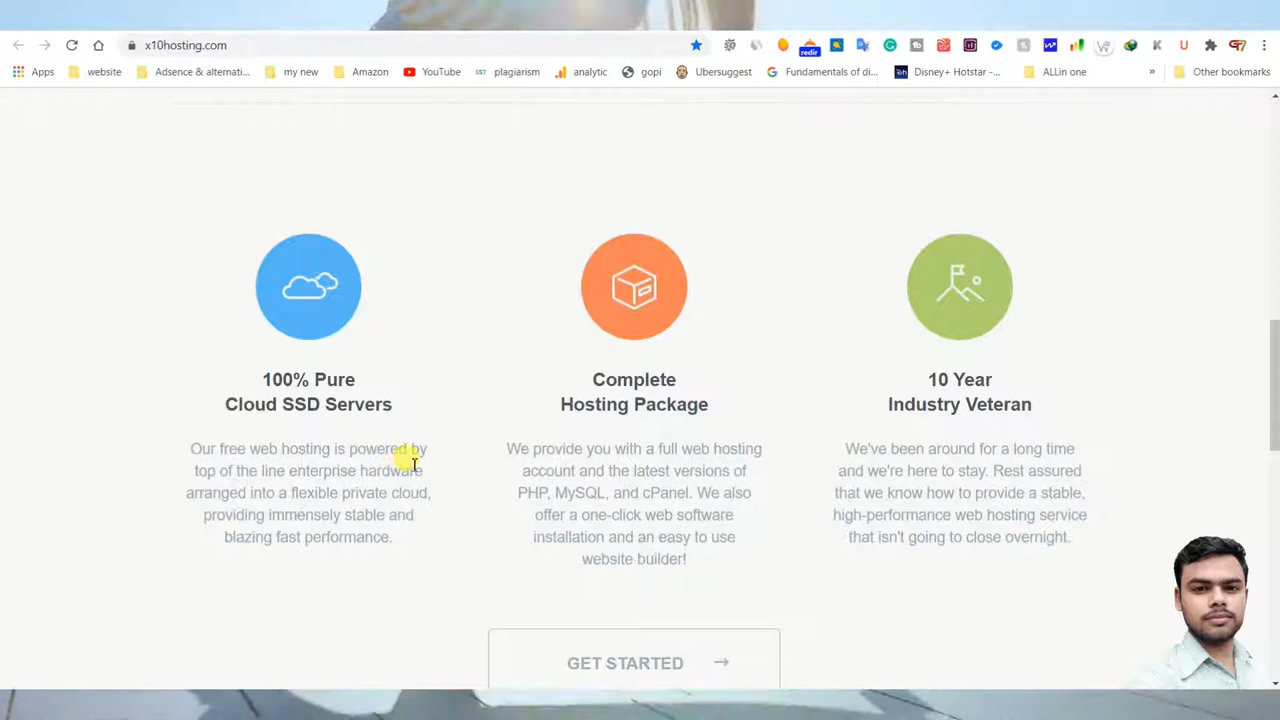 x10hosting.com
redir
Apps
website
Adsence & alternati...
my new
Amazon
YouTube
SST plagiarism
analytic
gopi
Ubersuggest
Fundamentals of di...
Disney+ Hotstar -...
ALLin one
»
Other bookmarks
100% Pure
Cloud SSD Servers
Our free web hosting is powered by
top of the line enterprise hardware
arranged into a flexible private cloud,
providing immensely stable and
blazing fast performance.
Complete
Hosting Package
We provide you with a full web hosting
account and the latest versions of
PHP, MySQL, and cPanel. We also
offer a one-click web software
installation and an easy to use
website builder!
10 Year
Industry Veteran
We've been around for a long time
and we're here to stay. Rest assured
that we know how to provide a stable,
high-performance web hosting service
that isn't going to close overnight.
GET STARTED →